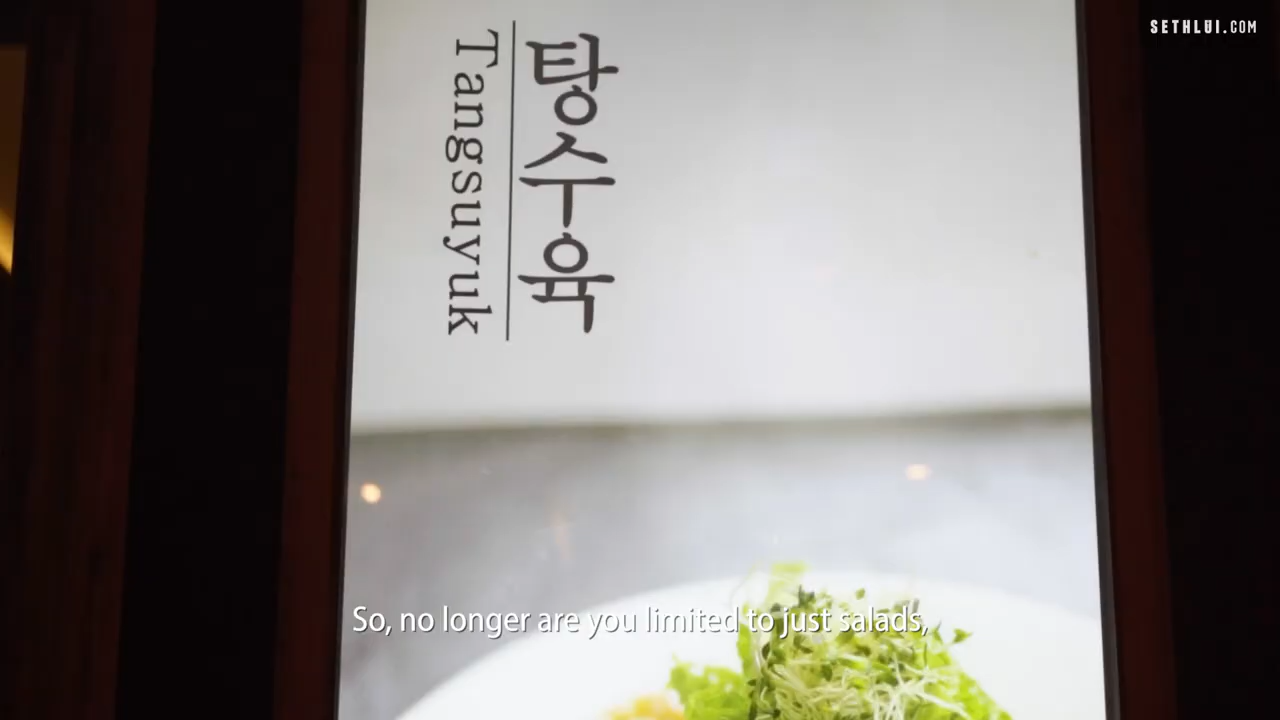 SETHLUI.COM
탕수육
Tangsuyuk
So, no longer are you limited to just salads,